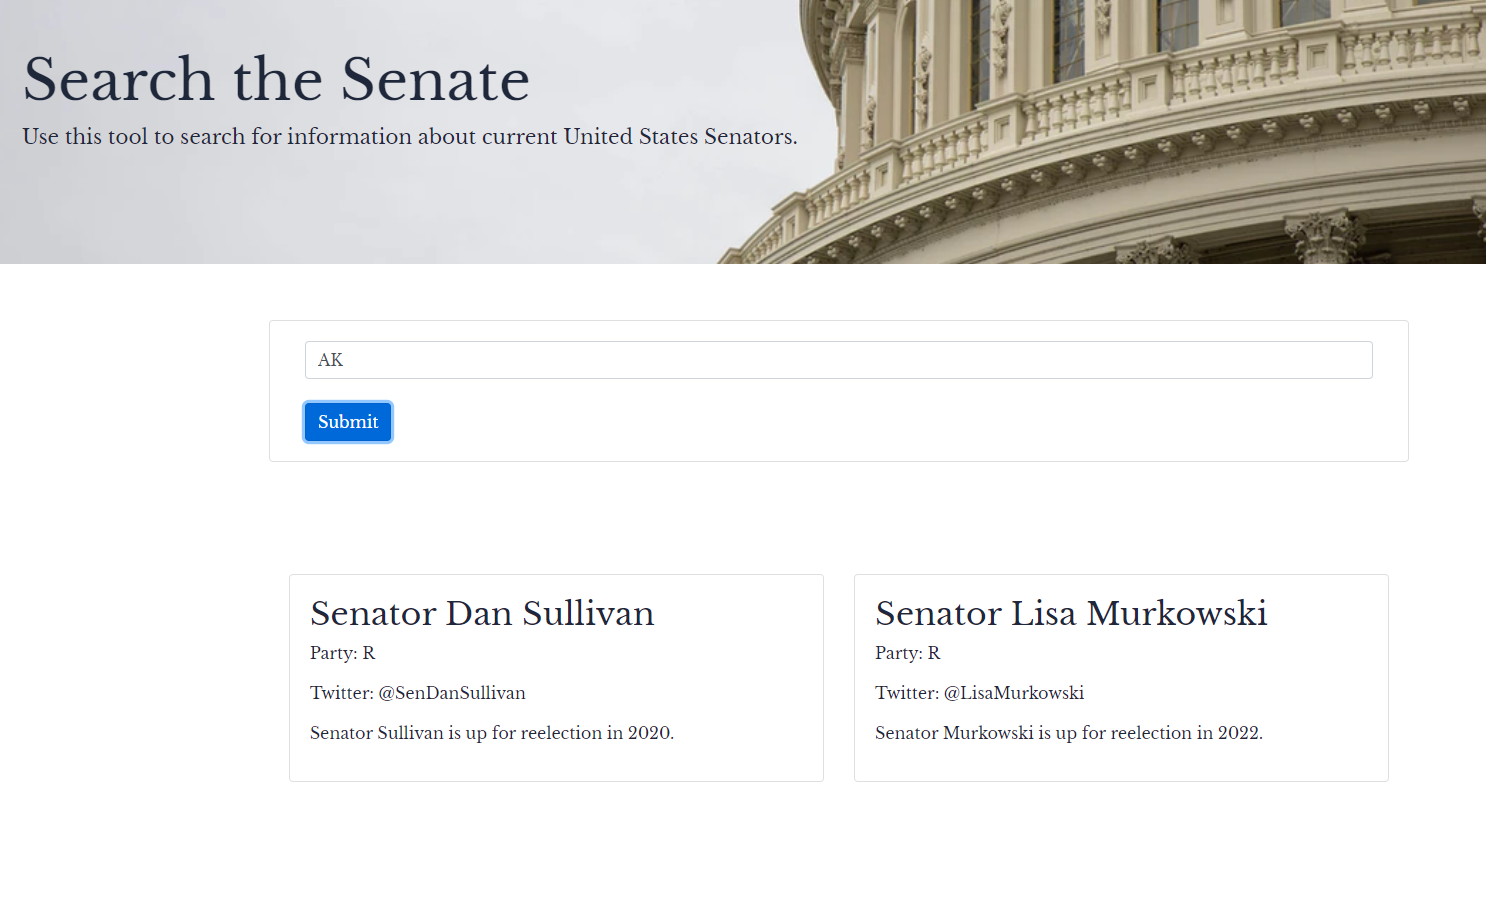 Search the Senate
Use this tool to search for information about current United States Senators.
AK
Submit
Senator Dan Sullivan
Party: R
Twitter: @SenDanSullivan
Senator Sullivan is up for reelection in 2020.
Senator Lisa Murkowski
Party: R
Twitter: @LisaMurkowski
Senator Murkowski is up for reelection in 2022.